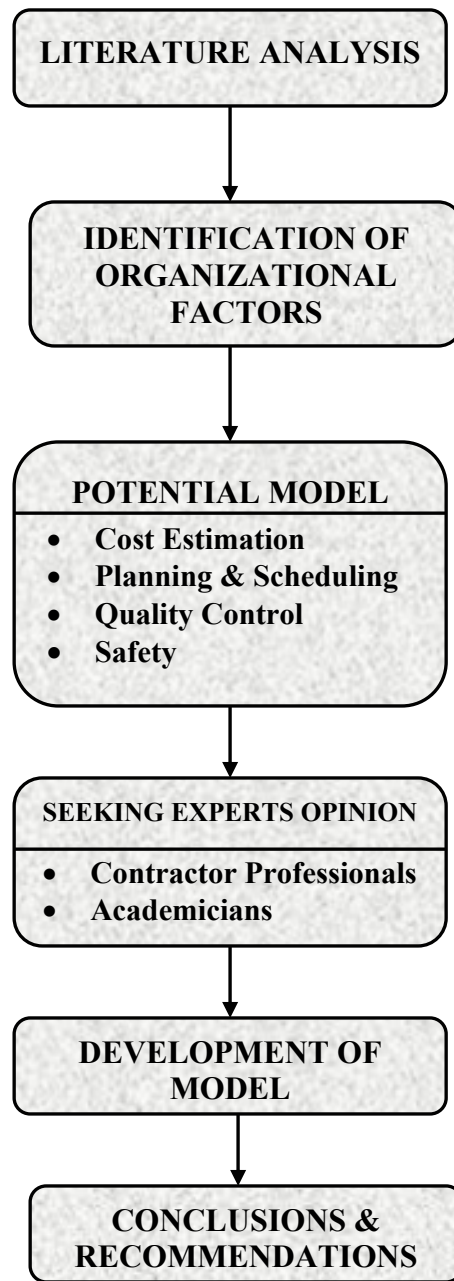 LITERATURE ANALYSIS
IDENTIFICATION OF
ORGANIZATIONAL
FACTORS
POTENTIAL MODEL
• Cost Estimation
• Planning & Scheduling
• Quality Control
• Safety
SEEKING EXPERTS OPINION
• Contractor Professionals
• Academicians
DEVELOPMENT OF
MODEL
CONCLUSIONS &
RECOMMENDATIONS